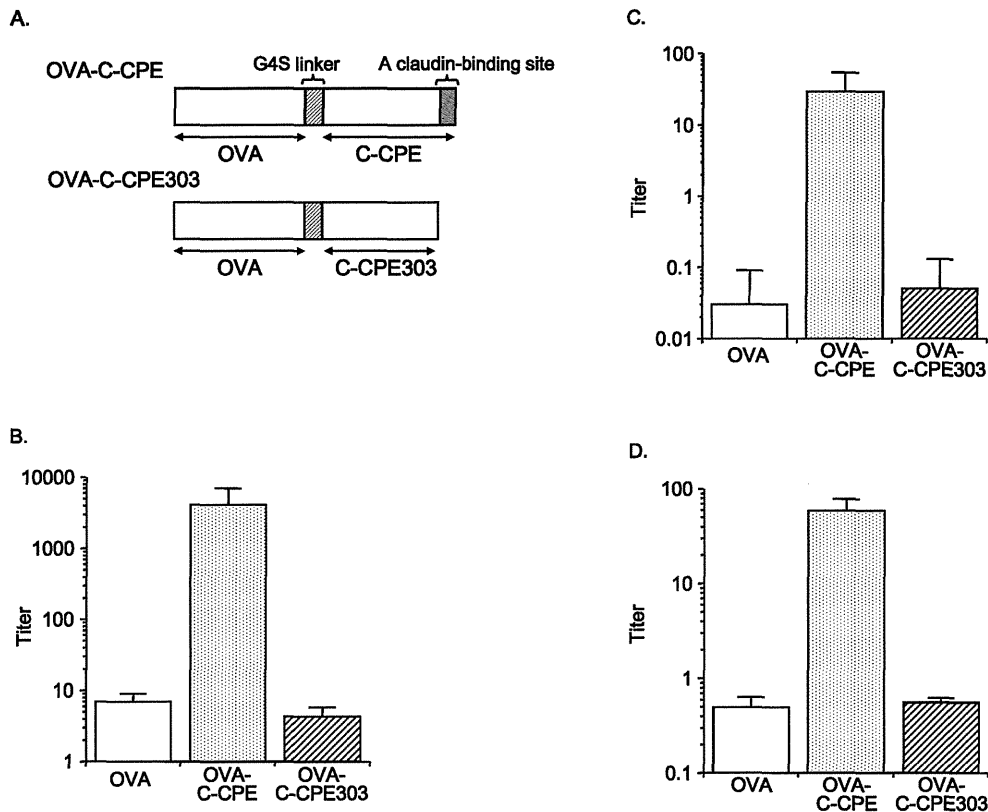 A.
G4S linker
A claudin-binding site
OVA-C-CPE
OVA
C-CPE
OVA-C-CPE303
OVA
C-CPE303
B.
Titer
10000
1000
100
10
1
OVA
OVA-
C-CPE
OVA-
C-CPE303
C.
Titer
100
10
1
0.1
0.01
OVA
OVA-
C-CPE
OVA-
C-CPE303
D.
Titer
100
10
1
0.1
OVA
OVA-
C-CPE
OVA-
C-CPE303